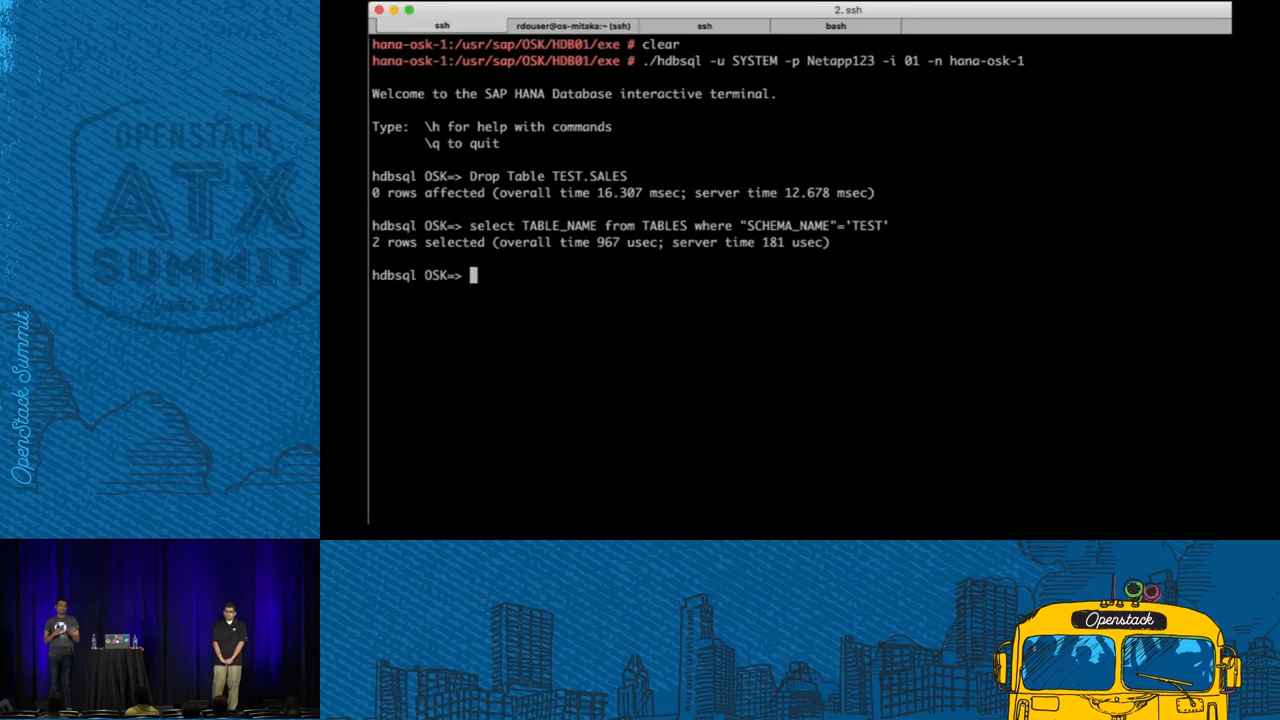 2. ssh
ssh
rdouser@os-mitaka:~ (ssh)
ssh
bash
hana-osk-1:/usr/sap/OSK/HDB01/exe # clear
hana-osk-1:/usr/sap/OSK/HDB01/exe # ./hdbsql -u SYSTEM -p Netapp123 -i 01 -n hana-osk-1
Welcome to the SAP HANA Database interactive terminal.
Type: \h for help with commands
\q to quit
hdbsql OSK=> Drop Table TEST.SALES
0 rows affected (overall time 16.307 msec; server time 12.678 msec)
hdbsql OSK=> select TABLE_NAME from TABLES where "SCHEMA_NAME"='TEST'
2 rows selected (overall time 967 usec; server time 181 usec)
hdbsql OSK=>
OPENSTACK
ATX
SUMMIT
OpenStack Summit
Openstack